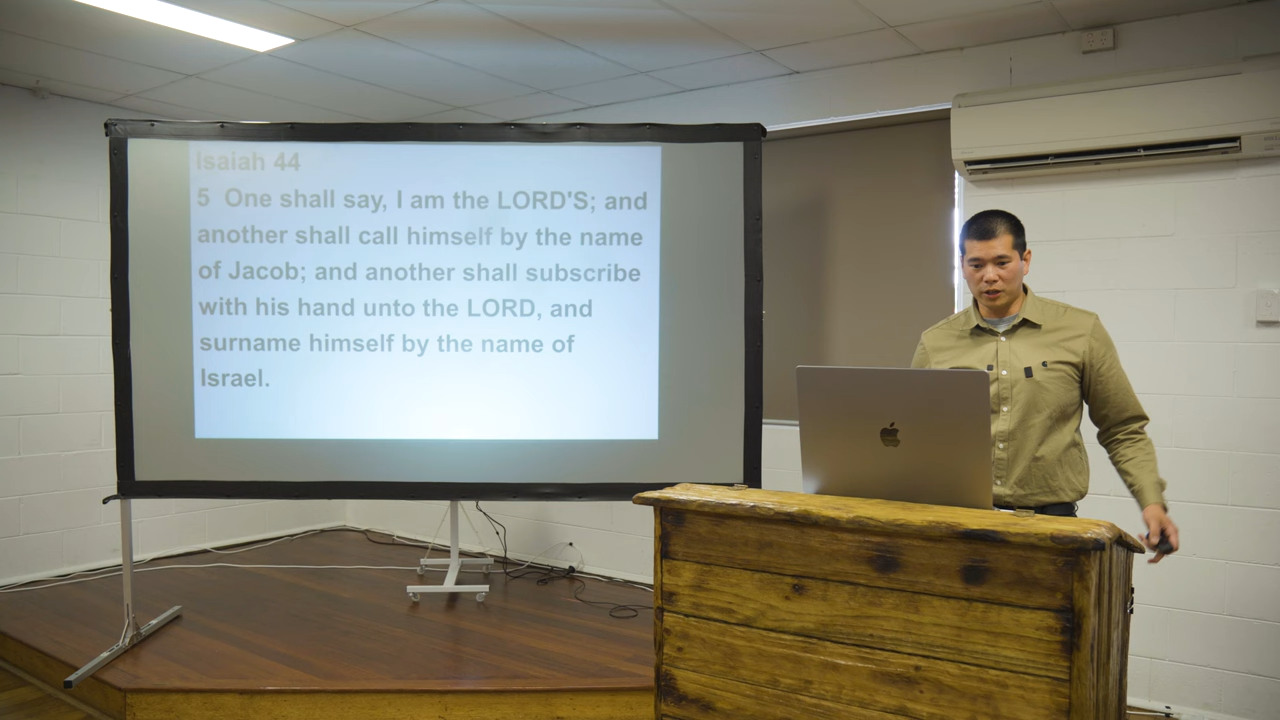 Isaiah 44
5 One shall say, I am the LORD'S; and
another shall call himself by the name
of Jacob; and another shall subscribe
with his hand unto the LORD, and
surname himself by the name of
Israel.